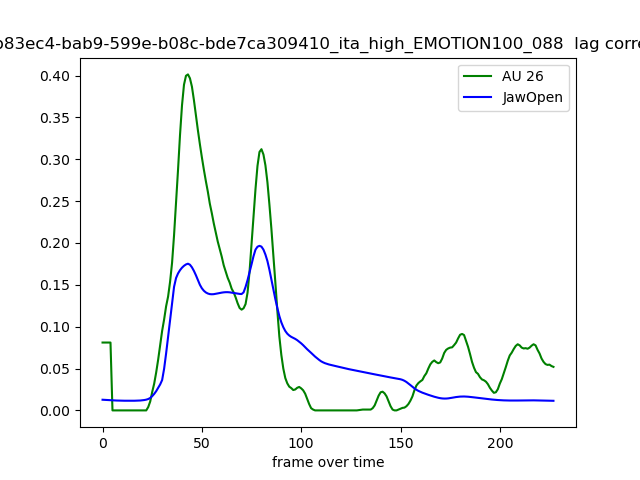 b83ec4-bab9-599e-b08c-bde7ca309410_ita_high_EMOTION100_088 lag corre
AU 26
JawOpen
0.40
0.35
0.30
0.25
0.20
0.15
0.10
0.05
0.00
0 50 100 150 200
frame over time